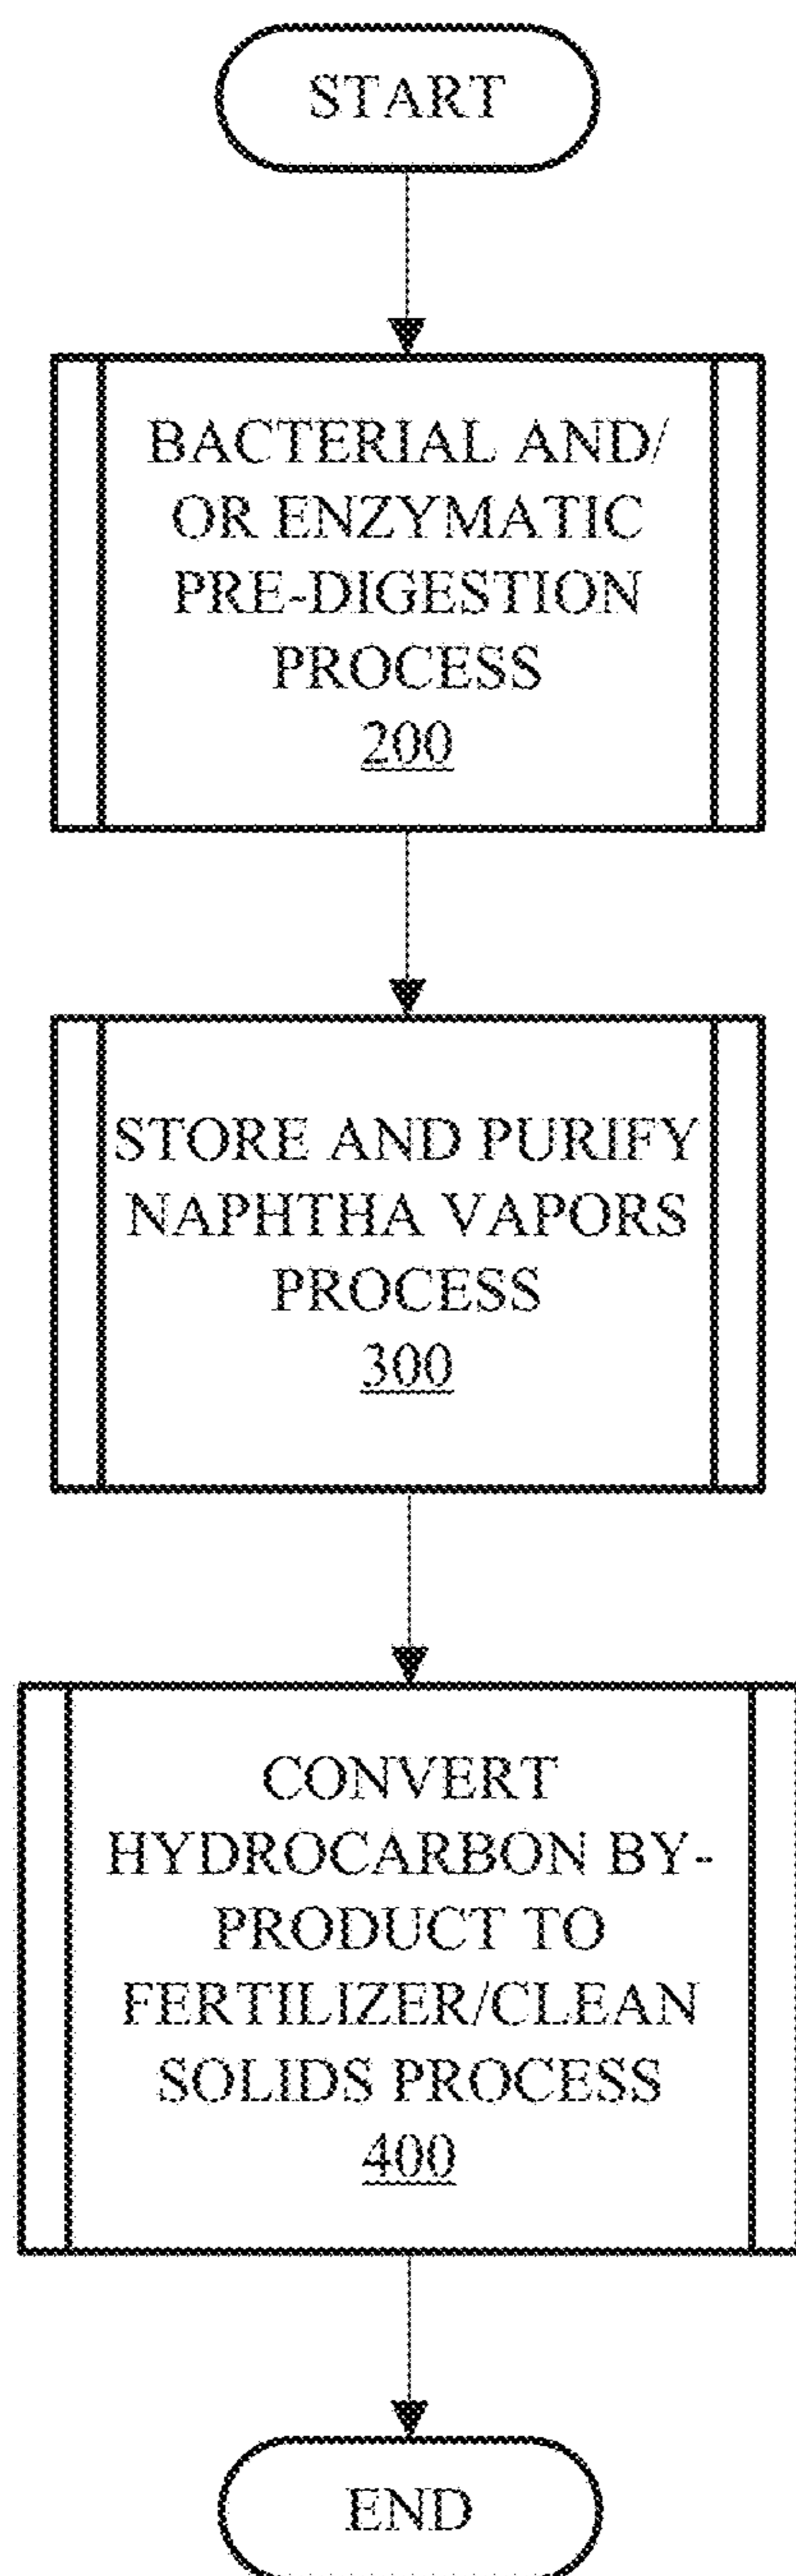 START
BACTERIAL AND/
OR ENZYMATIC
PRE-DIGESTION
PROCESS
200
STORE AND PURIFY
NAPHTHA VAPORS
PROCESS
300
CONVERT
HYDROCARBON BY-
PRODUCT TO
FERTILIZER/CLEAN
SOLIDS PROCESS
400
END